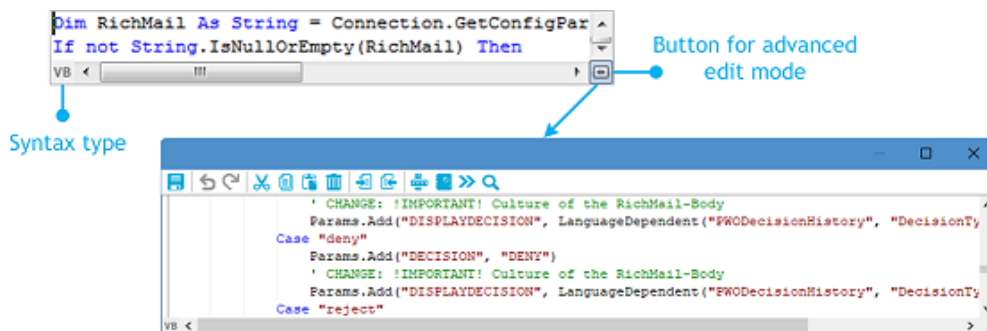 Dim RichMail As String = Connection.GetConfigPar
If not String.IsNullOrEmpty(RichMail) Then
VB
Button for advanced
edit mode
Syntax type
' CHANGE: !IMPORTANT! Culture of the RichMail-Body
Params.Add("DISPLAYDECISION", LanguageDependent("PWODecisionHistory", "DecisionTy
Case "deny"
Params.Add("DECISION", "DENY")
' CHANGE: !IMPORTANT! Culture of the RichMail-Body
Params.Add("DISPLAYDECISION", LanguageDependent("PWODecisionHistory", "DecisionTy
Case "reject"
VB